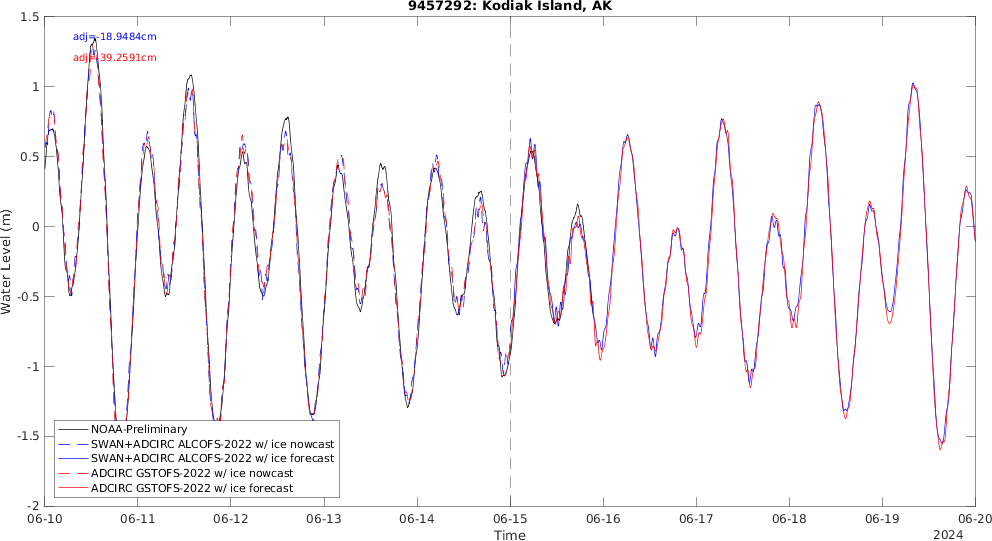 9457292: Kodiak Island, AK
adj=-18.9484cm
adj=-39.2591cm
1.5
1
0.5
0
-0.5
-1
-1.5
-2
Water Level (m)
NOAA-Preliminary
SWAN+ADCIRC ALCOFS-2022 w/ ice nowcast
SWAN+ADCIRC ALCOFS-2022 w/ ice forecast
ADCIRC GSTOFS-2022 w/ ice nowcast
ADCIRC GSTOFS-2022 w/ ice forecast
06-10 06-11 06-12 06-13 06-14 06-15 06-16 06-17 06-18 06-19 06-20
Time
2024